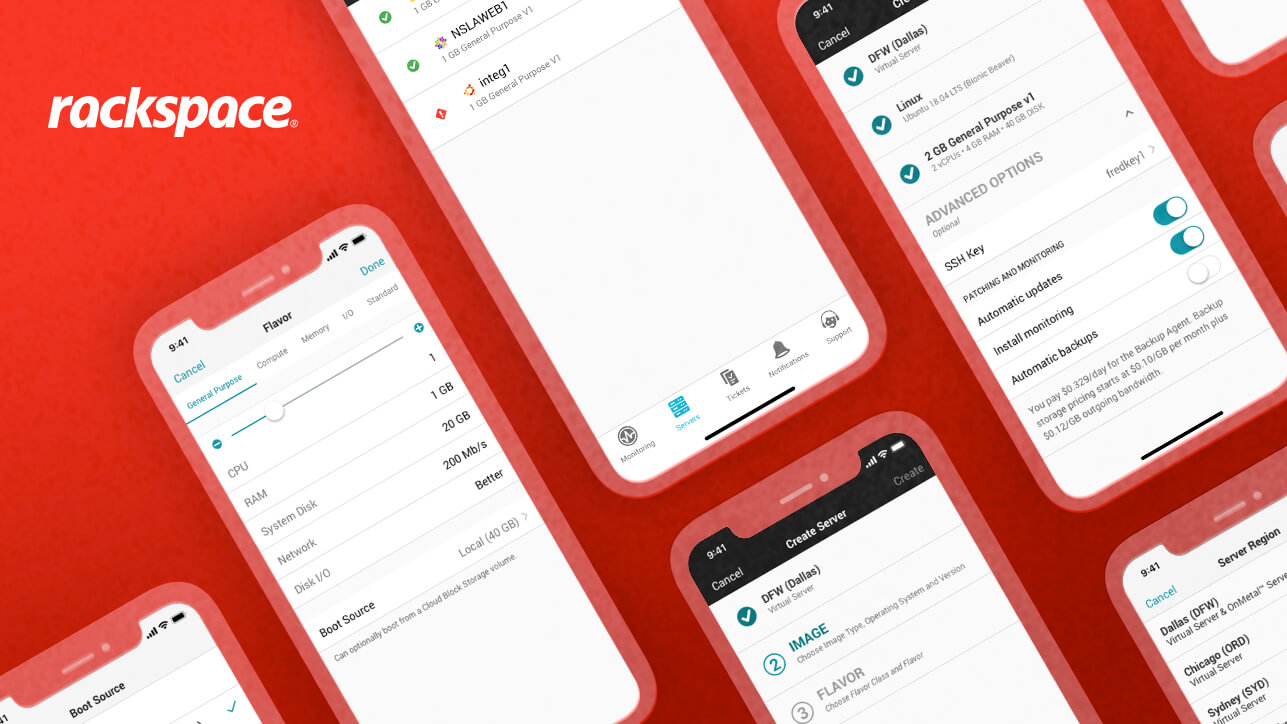 rackspace®
NSLAWEB1
1 GB General Purpose V1
integ1
1 GB General Purpose V1
Monitoring
Servers
Tickets
Notifications
Support
9:41
Cancel
DFW (Dallas)
Virtual Server
Linux
Ubuntu 18.04 LTS (Bionic Beaver)
2 GB General Purpose v1
2 vCPUs • 4 GB RAM • 40 GB DISK
ADVANCED OPTIONS
Optional
SSH Key
fredkey1
PATCHING AND MONITORING
Automatic updates
Install monitoring
Automatic backups
You pay $0.329/day for the Backup Agent. Backup
storage pricing starts at $0.10/GB per month plus
$0.12/GB outgoing bandwidth.
9:41
Cancel
Flavor
Done
General Purpose
Compute
Memory
I/O
Standard
CPU
1
RAM
1 GB
System Disk
20 GB
Network
200 Mb/s
Disk I/O
Better
Boot Source
Local (40 GB)
Can optionally boot from a Cloud Block Storage volume.
Boot Source
9:41
Cancel
Create Server
Create
DFW (Dallas)
Virtual Server
2
IMAGE
Choose Image Type, Operating System and Version
3
FLAVOR
Choose Flavor Class and Flavor
9:41
Cancel
Server Region
Dallas (DFW)
Virtual Server & OnMetal™
Chicago (ORD)
Virtual Server
Sydney (SYD)
Virtual Server